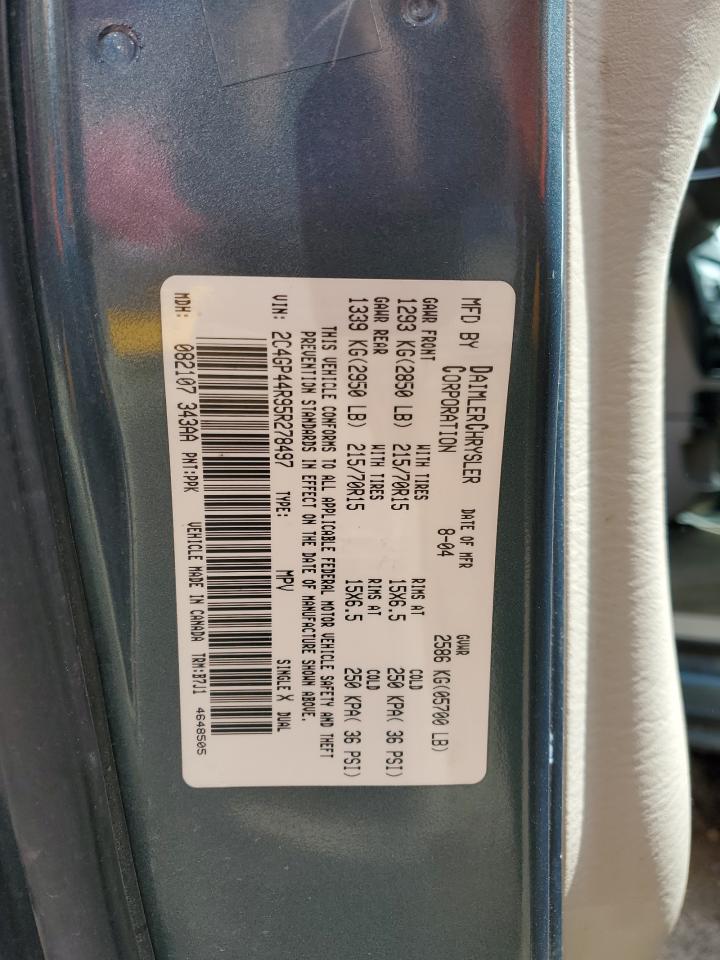 MFD BY DAIMLERCHRYSLER CORPORATION DATE OF MFR 8-04 GVWR 2586 KG(05700 LB)
GAWR FRONT WITH TIRES RIMS AT COLD
1293 KG(2850 LB) 215/70R15 15X6.5 250 KPA( 36 PSI)
GAWR REAR WITH TIRES RIMS AT COLD
1339 KG(2950 LB) 215/70R15 15X6.5 250 KPA( 36 PSI)
THIS VEHICLE CONFORMS TO ALL APPLICABLE FEDERAL MOTOR VEHICLE SAFETY AND THEFT
PREVENTION STANDARDS IN EFFECT ON THE DATE OF MANUFACTURE SHOWN ABOVE.
VIN: 2C4GP44R95R278497 TYPE: MPV SINGLE X DUAL
MDH: 082107 343AA PNT:PPK VEHICLE MADE IN CANADA TRM:B7J1 4648505